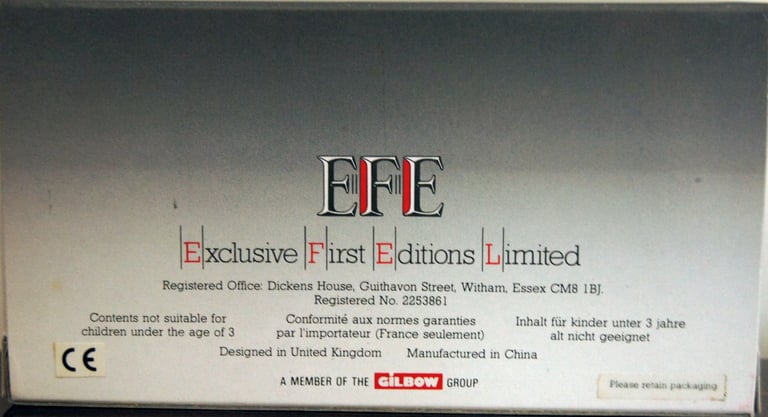 EFE
Exclusive First Editions Limited
Registered Office: Dickens House, Guithavon Street, Witham, Essex CM8 1BJ.
Registered No. 2253861
Contents not suitable for
children under the age of 3
Conformité aux normes garanties
par l'importateur (France seulement)
Inhalt für kinder unter 3 jahre
alt nicht geeignet
CE
Designed in United Kingdom Manufactured in China
A MEMBER OF THE GiLBOW GROUP
Please retain packaging